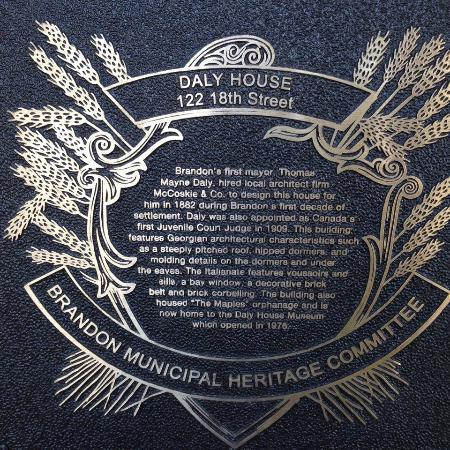 DALY HOUSE
122 18th Street
Brandon's first mayor, Thomas
Mayne Daly, hired local architect firm
McCoskie & Co. to design this house for
him in 1882 during Brandon's first decade of
settlement. Daly was also appointed as Canada's
first Juvenile Court Judge in 1909. This building
features Georgian architectural characteristics such
as a steeply pitched roof, hipped dormers, and
molding details on the dormers and under
the eaves. The Italianate features voussoirs and
sills, a bay window, a decorative brick
belt and brick corbelling. The building also
housed "The Maples" orphanage and is
now home to the Daly House Museum
which opened in 1978.
BRANDON MUNICIPAL HERITAGE COMMITTEE